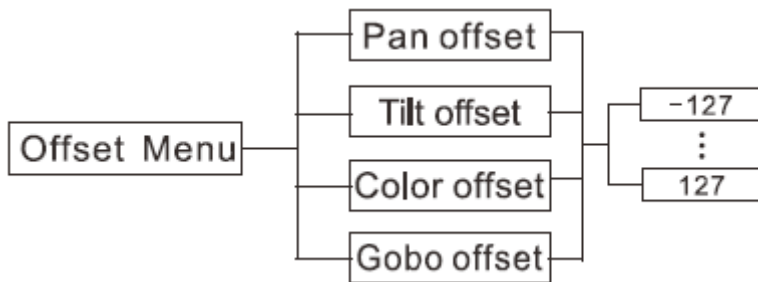 Offset Menu
Pan offset
Tilt offset
Color offset
Gobo offset
-127
⋮
127